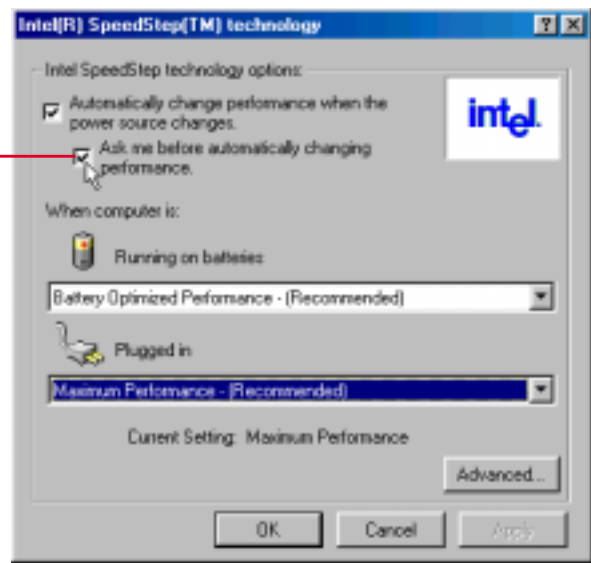 Intel(R) SpeedStep(TM) technology
Intel SpeedStep technology options:
Automatically change performance when the
power source changes.
intel.
Ask me before automatically changing
performance.
When computer is:
Running on batteries
Battery Optimized Performance - (Recommended)
Plugged in
Maximum Performance - (Recommended)
Current Setting: Maximum Performance
Advanced...
OK
Cancel
Apply